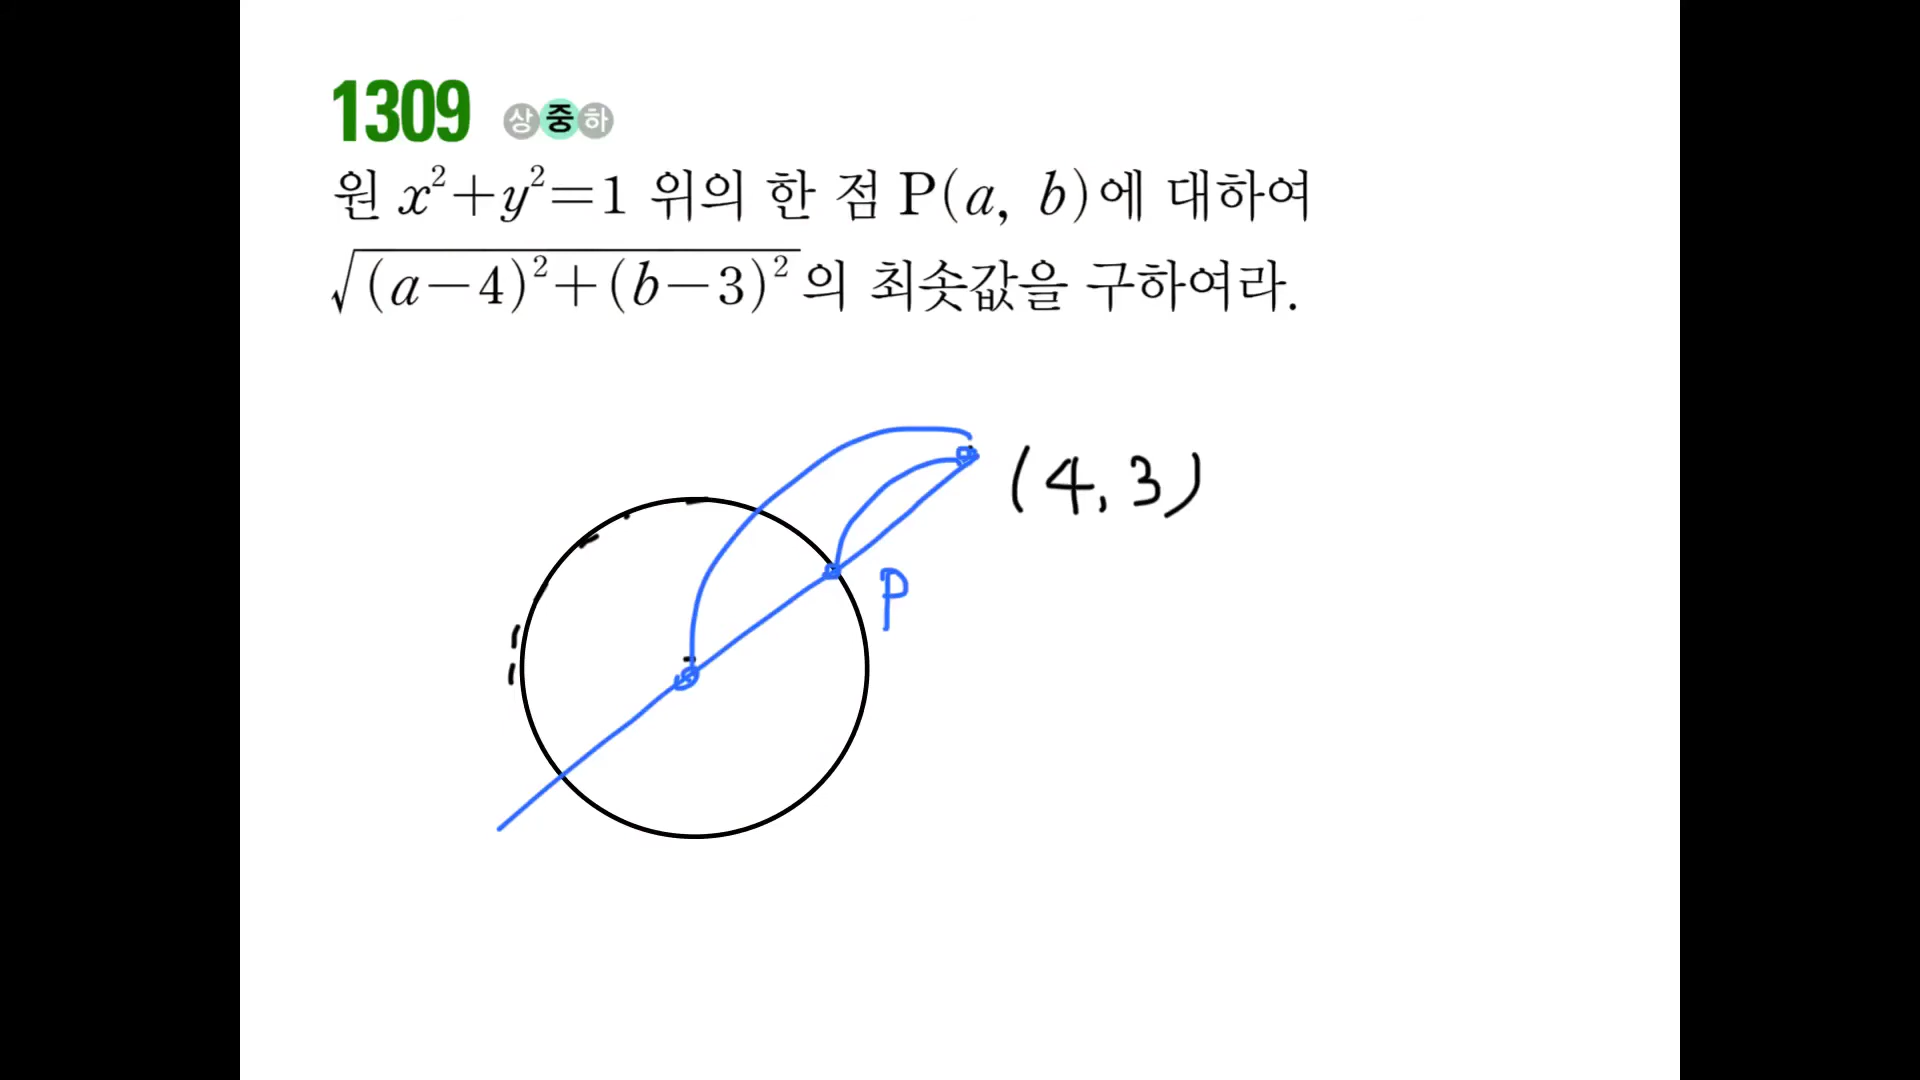 1309 상 중 하
원 x²+y²=1 위의 한 점 P(a, b)에 대하여
√(a−4)²+(b−3)²의 최솟값을 구하여라.
(4,3)
P